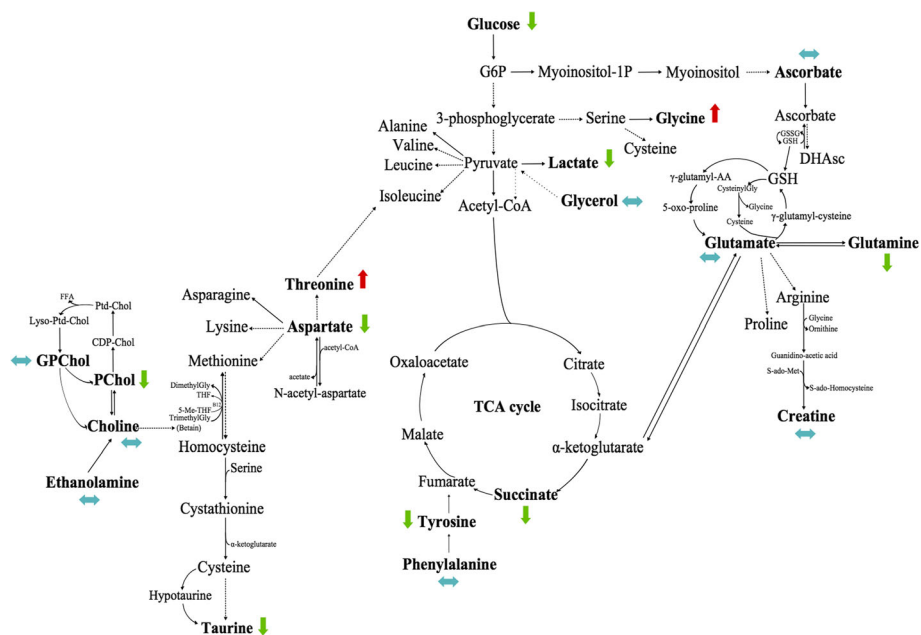 Glucose
G6P
Myoinositol-1P
Myoinositol
Ascorbate
3-phosphoglycerate
Serine
Glycine
Cysteine
Ascorbate
GSSG
GSH
DHAsc
Alanine
Valine
Leucine
Isoleucine
Pyruvate
Lactate
Acetyl-CoA
Glycerol
GSH
γ-glutamyl-AA
CysteinylGly
Glycine
Cysteine
5-oxo-proline
γ-glutamyl-cysteine
Glutamate
Glutamine
Threonine
Asparagine
Lysine
Aspartate
Methionine
acetyl-CoA
acetate
N-acetyl-aspartate
Arginine
Proline
Glycine
Ornithine
Guanidino-acetic acid
S-ado-Met
S-ado-Homocysteine
Creatine
FFA
Ptd-Chol
Lyso-Ptd-Chol
CDP-Chol
GPChol
PChol
Choline
Ethanolamine
DimethylGly
THF
B12
5-Me-THF
TrimethylGly
(Betain)
Homocysteine
Serine
Cystathionine
α-ketoglutarate
Cysteine
Hypotaurine
Taurine
Oxaloacetate
Citrate
TCA cycle
Isocitrate
Malate
α-ketoglutarate
Fumarate
Succinate
Tyrosine
Phenylalanine